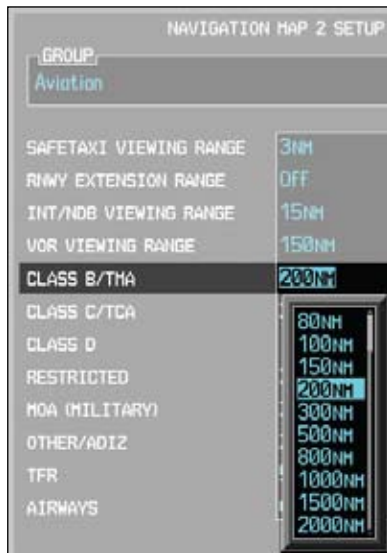 NAVIGATION MAP 2 SETUP
GROUP
Aviation
SAFETAXI VIEWING RANGE 3NM
RNWY EXTENSION RANGE OFF
INT/NDB VIEWING RANGE 15NM
VOR VIEWING RANGE 150NM
CLASS B/TMA 200NM
CLASS C/TCA
CLASS D
RESTRICTED
MOA (MILITARY)
OTHER/ADIZ
TFR
AIRWAYS
80NM
100NM
150NM
200NM
300NM
500NM
800NM
1000NM
1500NM
2000NM